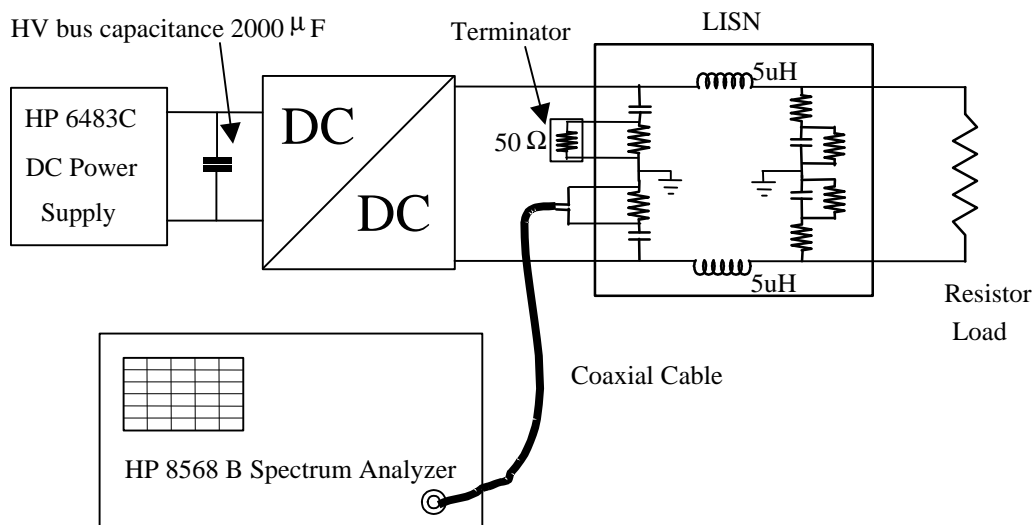 HV bus capacitance 2000 μF
Terminator
LISN
5uH
HP 6483C
DC Power
Supply
DC
DC
50 Ω
5uH
Resistor
Load
Coaxial Cable
HP 8568 B Spectrum Analyzer